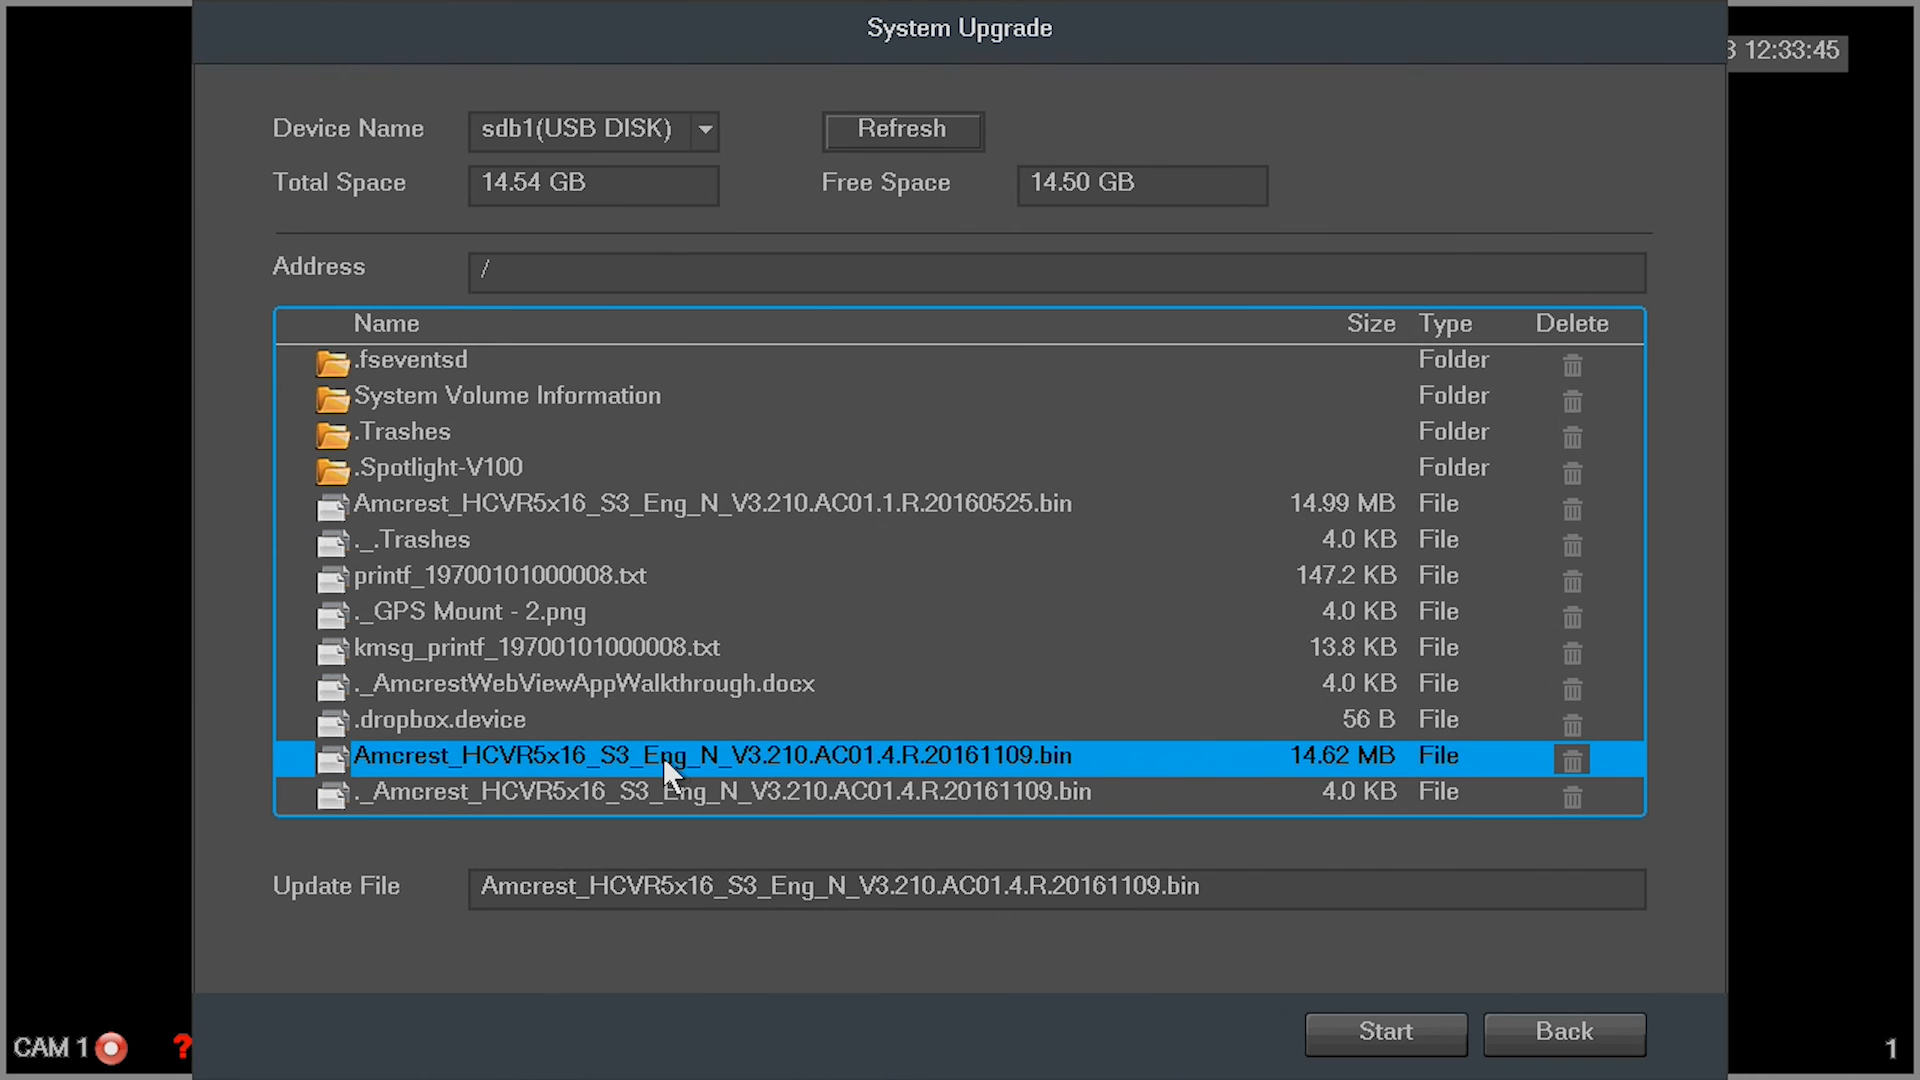 System Upgrade
3 12:33:45
Device Name sdb1(USB DISK) Refresh
Total Space 14.54 GB Free Space 14.50 GB
Address /
Name Size Type Delete
.fseventsd Folder
System Volume Information Folder
.Trashes Folder
.Spotlight-V100 Folder
Amcrest_HCVR5x16_S3_Eng_N_V3.210.AC01.1.R.20160525.bin 14.99 MB File
._.Trashes 4.0 KB File
printf_19700101000008.txt 147.2 KB File
._GPS Mount - 2.png 4.0 KB File
kmsg_printf_19700101000008.txt 13.8 KB File
._AmcrestWebViewAppWalkthrough.docx 4.0 KB File
.dropbox.device 56 B File
Amcrest_HCVR5x16_S3_Eng_N_V3.210.AC01.4.R.20161109.bin 14.62 MB File
._Amcrest_HCVR5x16_S3_Eng_N_V3.210.AC01.4.R.20161109.bin 4.0 KB File
Update File Amcrest_HCVR5x16_S3_Eng_N_V3.210.AC01.4.R.20161109.bin
Start Back
CAM 1 ? 1